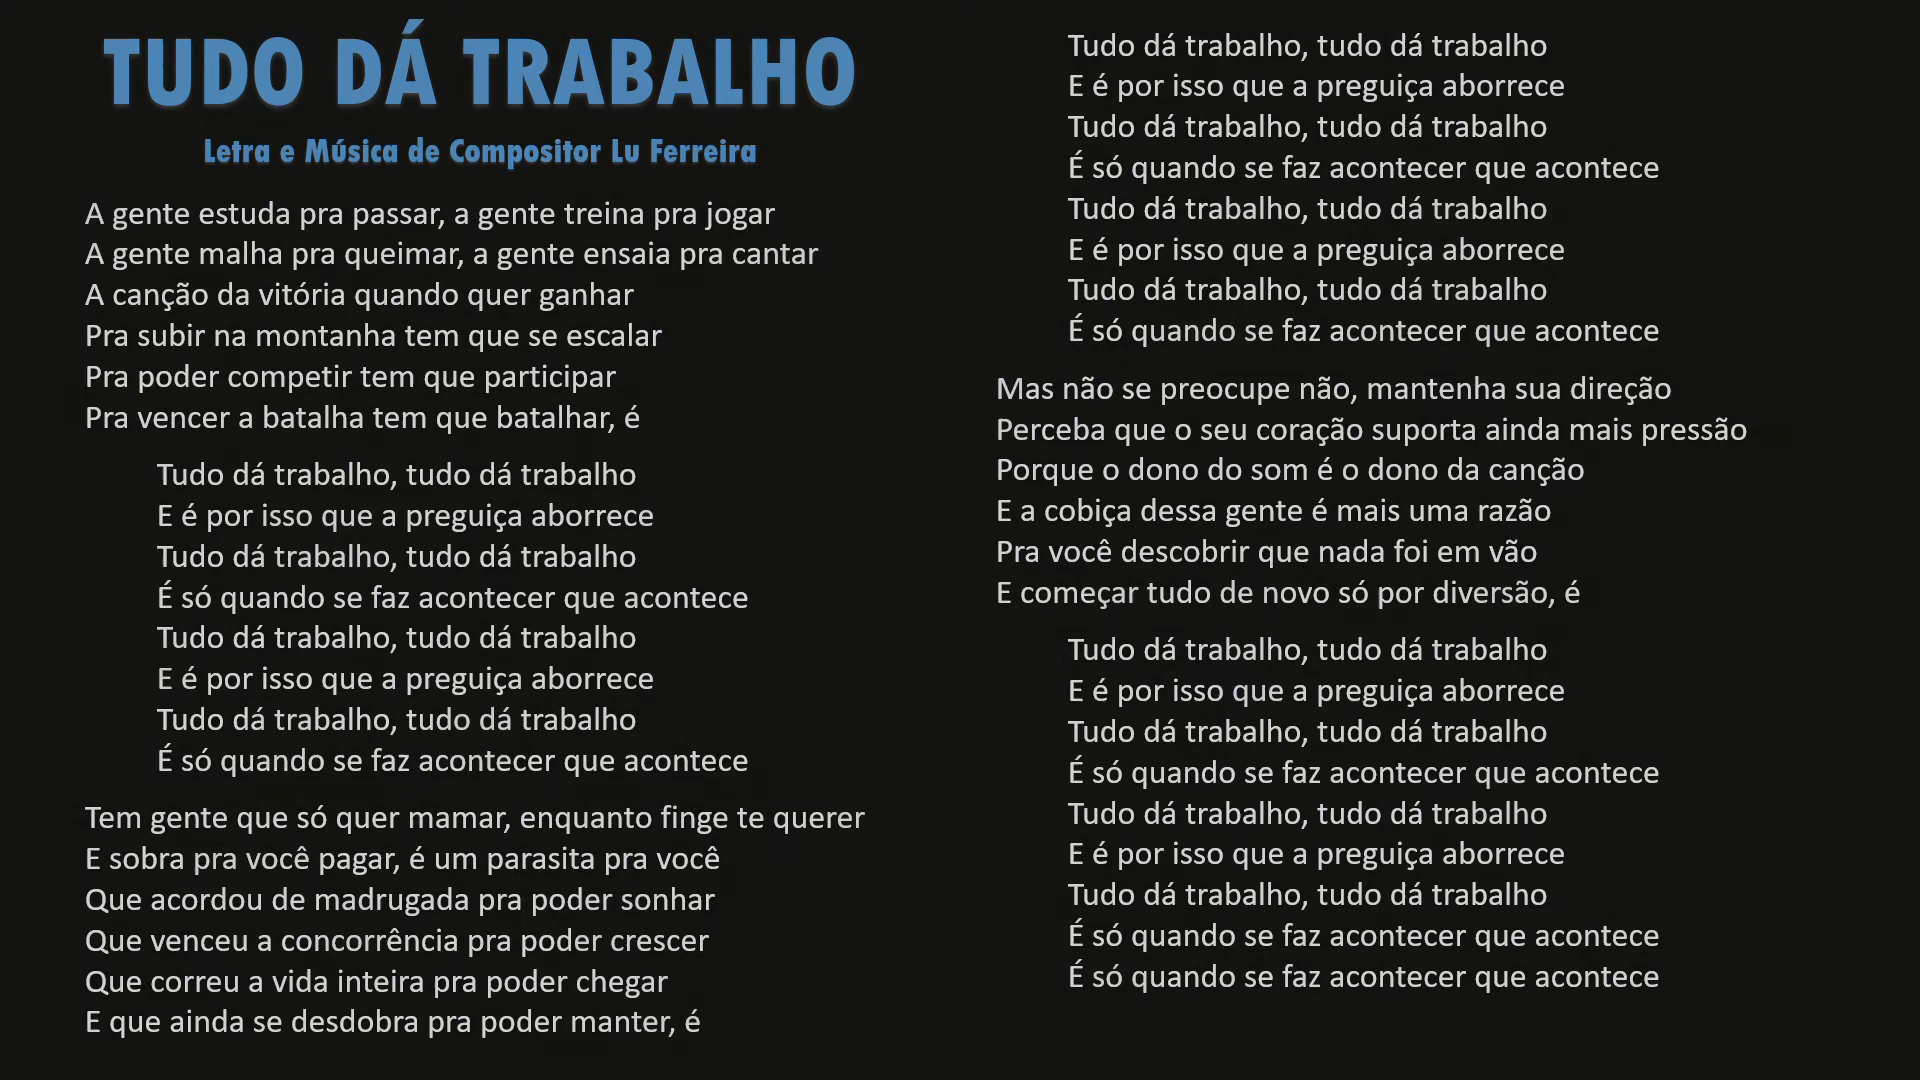 TUDO DÁ TRABALHO
Letra e Música de Compositor Lu Ferreira
A gente estuda pra passar, a gente treina pra jogar
A gente malha pra queimar, a gente ensaia pra cantar
A canção da vitória quando quer ganhar
Pra subir na montanha tem que se escalar
Pra poder competir tem que participar
Pra vencer a batalha tem que batalhar, é
Tudo dá trabalho, tudo dá trabalho
E é por isso que a preguiça aborrece
Tudo dá trabalho, tudo dá trabalho
É só quando se faz acontecer que acontece
Tudo dá trabalho, tudo dá trabalho
E é por isso que a preguiça aborrece
Tudo dá trabalho, tudo dá trabalho
É só quando se faz acontecer que acontece
Tem gente que só quer mamar, enquanto finge te querer
E sobra pra você pagar, é um parasita pra você
Que acordou de madrugada pra poder sonhar
Que venceu a concorrência pra poder crescer
Que correu a vida inteira pra poder chegar
E que ainda se desdobra pra poder manter, é
Tudo dá trabalho, tudo dá trabalho
E é por isso que a preguiça aborrece
Tudo dá trabalho, tudo dá trabalho
É só quando se faz acontecer que acontece
Tudo dá trabalho, tudo dá trabalho
E é por isso que a preguiça aborrece
Tudo dá trabalho, tudo dá trabalho
É só quando se faz acontecer que acontece
Mas não se preocupe não, mantenha sua direção
Perceba que o seu coração suporta ainda mais pressão
Porque o dono do som é o dono da canção
E a cobiça dessa gente é mais uma razão
Pra você descobrir que nada foi em vão
E começar tudo de novo só por diversão, é
Tudo dá trabalho, tudo dá trabalho
E é por isso que a preguiça aborrece
Tudo dá trabalho, tudo dá trabalho
É só quando se faz acontecer que acontece
Tudo dá trabalho, tudo dá trabalho
E é por isso que a preguiça aborrece
Tudo dá trabalho, tudo dá trabalho
É só quando se faz acontecer que acontece
É só quando se faz acontecer que acontece